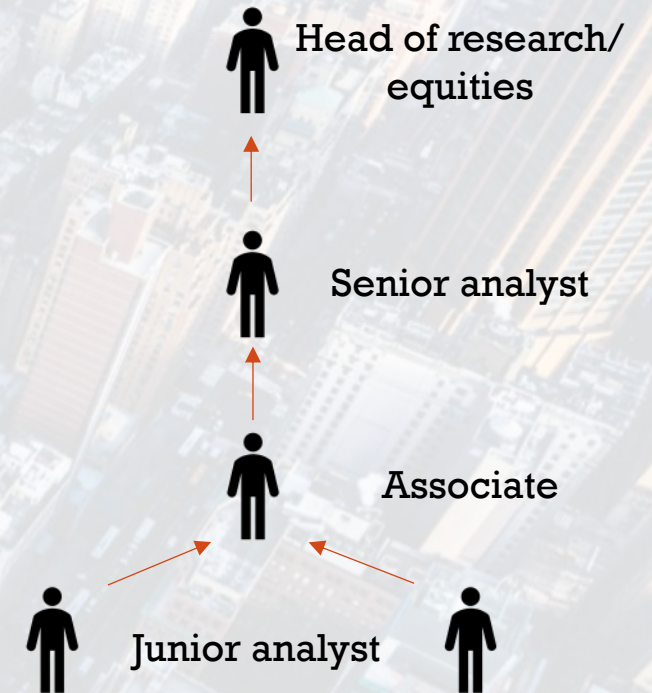 Head of research/
equities
Senior analyst
Associate
Junior analyst